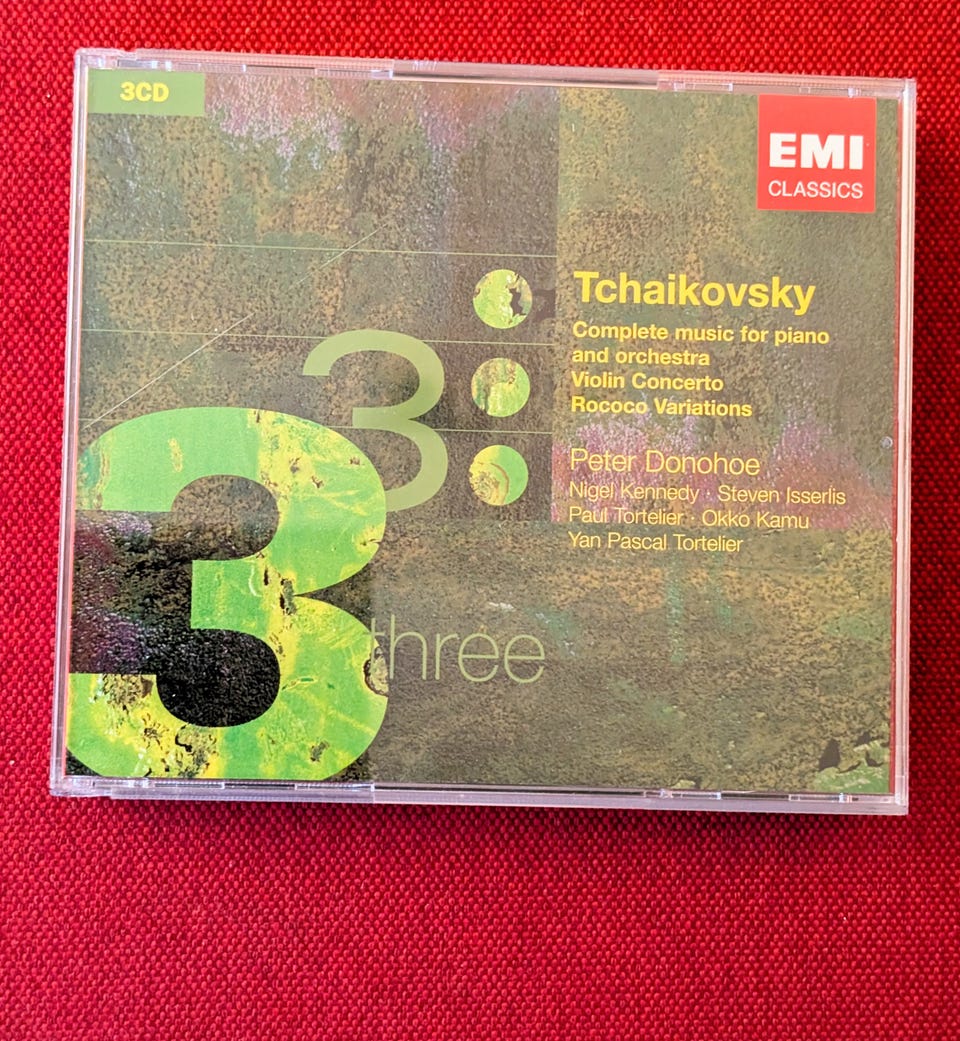 3CD
EMI
CLASSICS
Tchaikovsky
Complete music for piano
and orchestra
Violin Concerto
Rococo Variations
Peter Donohoe
Nigel Kennedy · Steven Isserlis
Paul Tortelier · Okko Kamu
Yan Pascal Tortelier
3
3
three